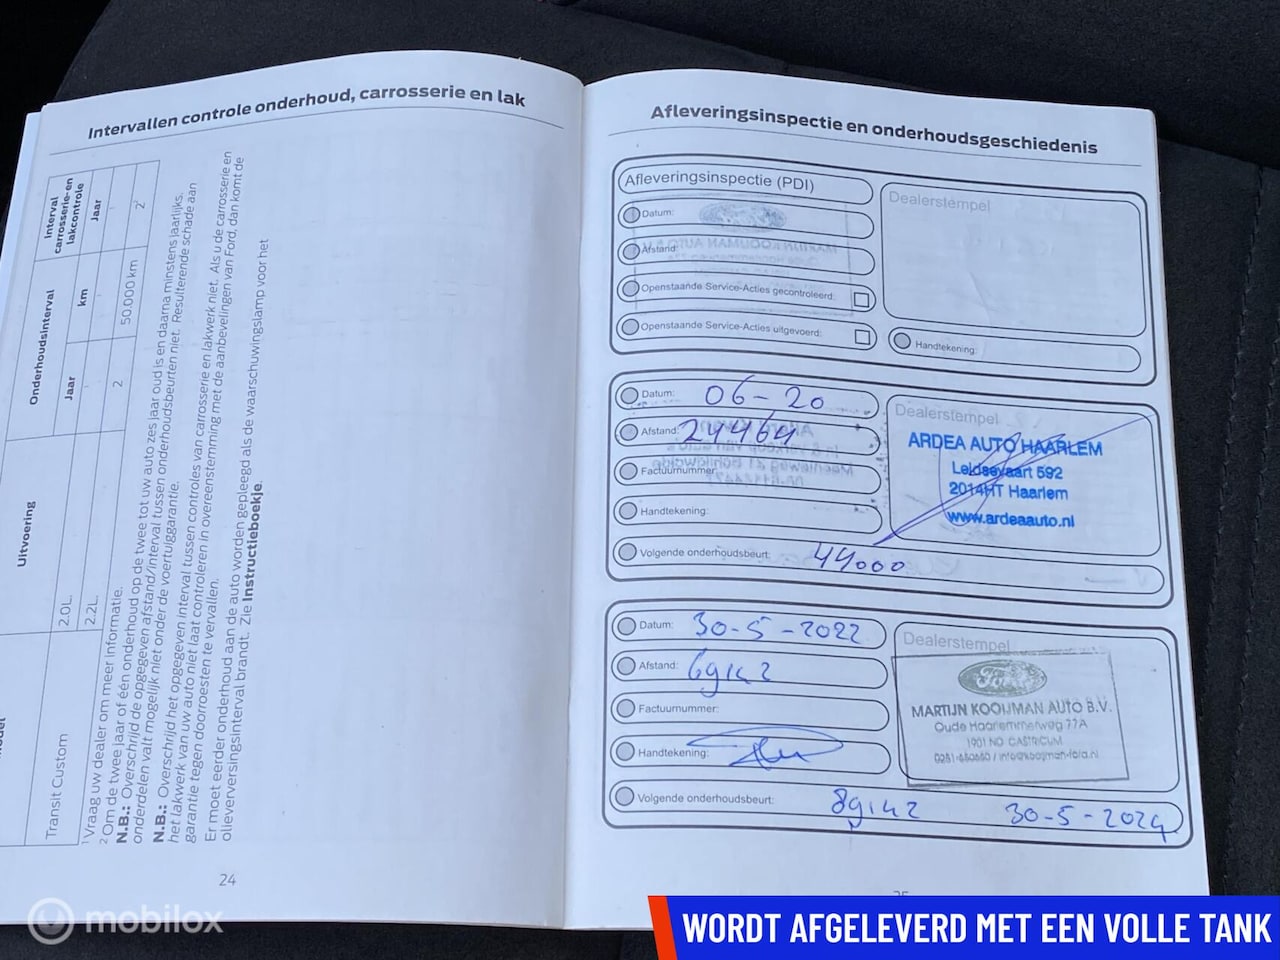 Intervallen controle onderhoud, carrosserie en lak
Uitvoering
Onderhoudsinterval
Interval carrosserie- en lakcontrole
Jaar
km
Jaar
Transit Custom
2.0L.
2.2L.
2
50.000 km
2
1 Vraag uw dealer om meer informatie.
2 Om de twee jaar of één onderhoud op de twee tot uw auto zes jaar oud is en daarna minstens jaarlijks.
N.B.: Overschrijd de opgegeven afstand/interval tussen onderhoudsbeurten niet. Resulterende schade aan
onderdelen valt mogelijk niet onder de voertuiggarantie.
N.B.: Overschrijd het opgegeven interval tussen controles van carrosserie en lakwerk niet. Als u de carrosserie en
het lakwerk van uw auto niet laat controleren in overeenstemming met de aanbevelingen van Ford, dan komt de
garantie tegen doorroesten te vervallen.
Er moet eerder onderhoud aan de auto worden gepleegd als de waarschuwingslamp voor het
olieverversingsinterval brandt. Zie Instructieboekje.
24
Afleveringsinspectie en onderhoudsgeschiedenis
Afleveringsinspectie (PDI)
Datum:
Afstand:
Openstaande Service-Acties gecontroleerd:
Openstaande Service-Acties uitgevoerd:
Dealerstempel
Handtekening:
Datum: 06-20
Afstand: 24464
Factuurnummer:
Handtekening:
Volgende onderhoudsbeurt: 44000
Dealerstempel
ARDEA AUTO HAARLEM
Leidsevaart 592
2014HT Haarlem
www.ardeaauto.nl
Datum: 30-5-2022
Afstand: 69142
Factuurnummer:
Handtekening:
Volgende onderhoudsbeurt: 89142 30-5-2024
Dealerstempel
Ford
MARTIJN KOOIJMAN AUTO B.V.
Oude Haarlemmerweg 77A
1901 ND CASTRICUM
0251-650650 / info@kooijman-ford.nl
mobilox
WORDT AFGELEVERD MET EEN VOLLE TANK